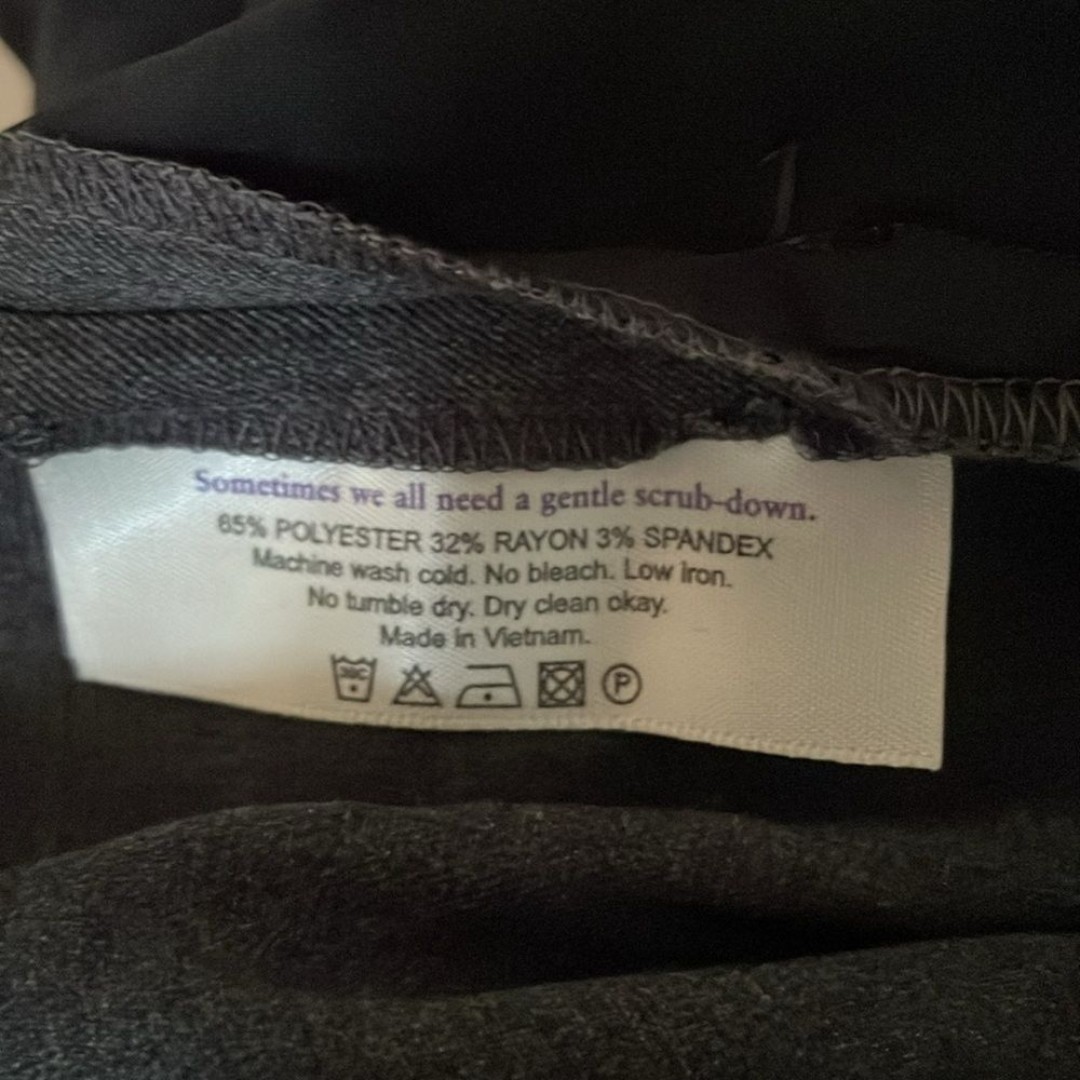 Sometimes we all need a gentle scrub-down.
65% POLYESTER 32% RAYON 3% SPANDEX
Machine wash cold. No bleach. Low iron.
No tumble dry. Dry clean okay.
Made in Vietnam.
30C P